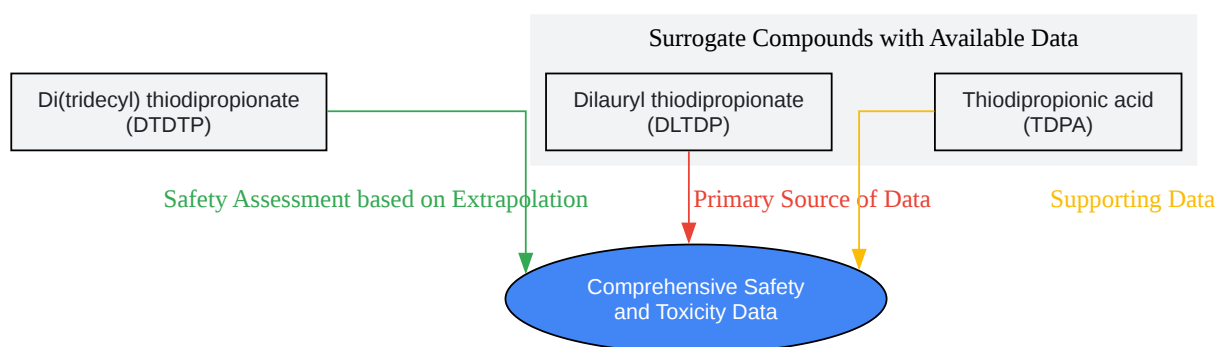 Surrogate Compounds with Available Data
Di(tridecyl) thiodipropionate
(DTDTP)
Dilauryl thiodipropionate
(DLTDP)
Thiodipropionic acid
(TDPA)
Safety Assessment based on Extrapolation
Primary Source of Data
Supporting Data
Comprehensive Safety
and Toxicity Data